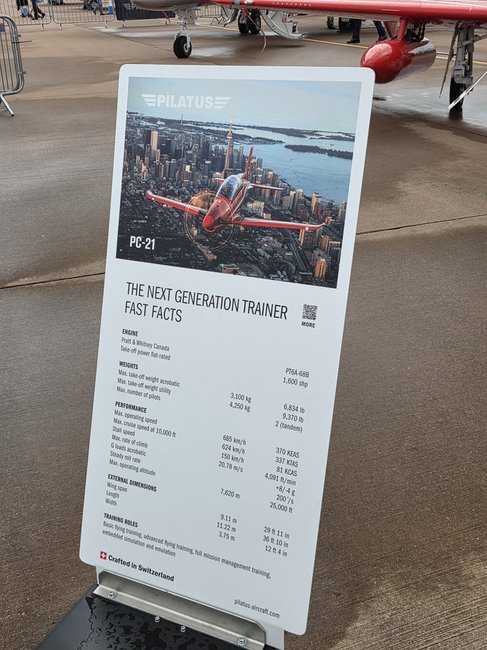 PILATUS
PC-21
THE NEXT GENERATION TRAINER
FAST FACTS
MORE
ENGINE
Pratt & Whitney Canada PT6A-68B
Take-off power flat-rated 1,600 shp
WEIGHTS
Max. take-off weight acrobatic 3,100 kg 6,834 lb
Max. take-off weight utility 4,250 kg 9,370 lb
Max. number of pilots 2 (tandem)
PERFORMANCE
Max. operating speed 685 km/h 370 KEAS
Max. cruise speed at 10,000 ft 624 km/h 337 KTAS
Stall speed 150 km/h 81 KCAS
Max. rate of climb 20.78 m/s 4,091 ft/min
G loads acrobatic +8/-4 g
Steady roll rate 200°/s
Max. operating altitude 7,620 m 25,000 ft
EXTERNAL DIMENSIONS
Wing span 9.11 m 29 ft 11 in
Length 11.22 m 36 ft 10 in
Width 3.75 m 12 ft 4 in
TRAINING ROLES
Basic flying training, advanced flying training, full mission management training,
embedded simulation and emulation
Crafted in Switzerland
pilatus-aircraft.com